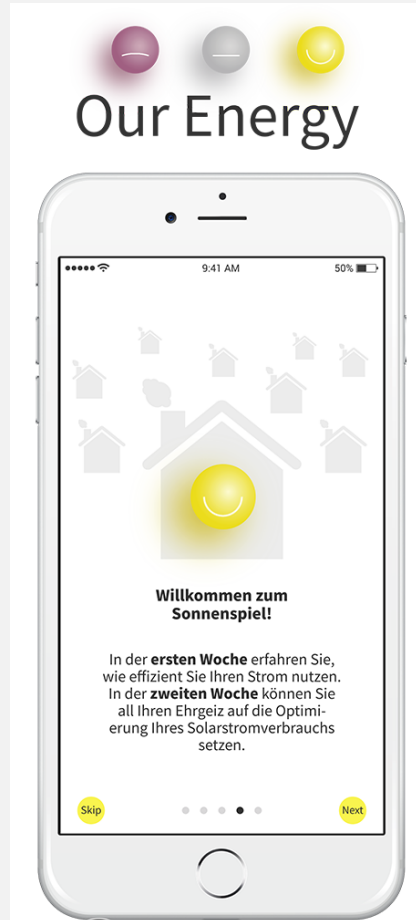 Our Energy
9:41 AM
50%
Willkommen zum
Sonnenspiel!
In der ersten Woche erfahren Sie,
wie effizient Sie Ihren Strom nutzen.
In der zweiten Woche können Sie
all Ihren Ehrgeiz auf die Optimi-
erung Ihres Solarstromverbrauchs
setzen.
Skip
Next